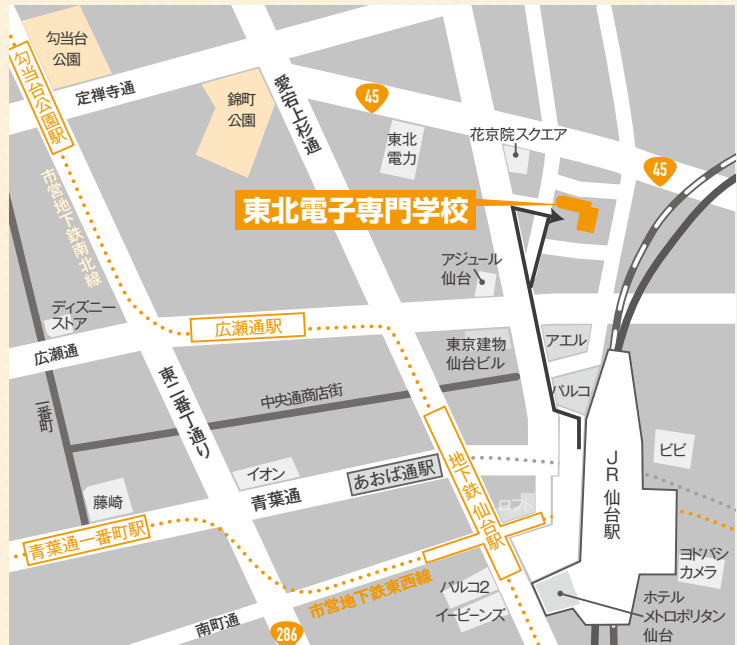 勾当台
公園
勾当台公園駅
定禅寺通
錦町
公園
愛宕上杉通
45
東北
電力
花京院スクエア
45
東北電子専門学校
市営地下鉄南北線
アジュール
仙台
ディズニー
ストア
広瀬通駅
広瀬通
東京建物
仙台ビル
アエル
パルコ
一番町
東二番丁通り
中央通商店街
地下鉄仙台駅
JR仙台駅
ビビ
イオン
あおば通駅
藤崎
青葉通
ロフト
青葉通一番町駅
ヨドバシ
カメラ
市営地下鉄東西線
パルコ2
イービーンズ
ホテル
メトロポリタン
仙台
南町通
286